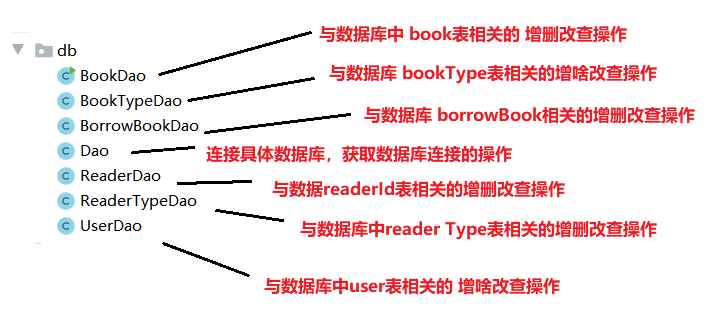 与数据库中 book表相关的 增删改查操作
db
BookDao
与数据库 bookType表相关的增啥改查操作
BookTypeDao
与数据库 borrowBook相关的增删改查操作
BorrowBookDao
Dao
连接具体数据库，获取数据库连接的操作
ReaderDao
与数据readerId表相关的增删改查操作
ReaderTypeDao
与数据库中reader Type表相关的增删改查操作
UserDao
与数据库中user表相关的 增啥改查操作